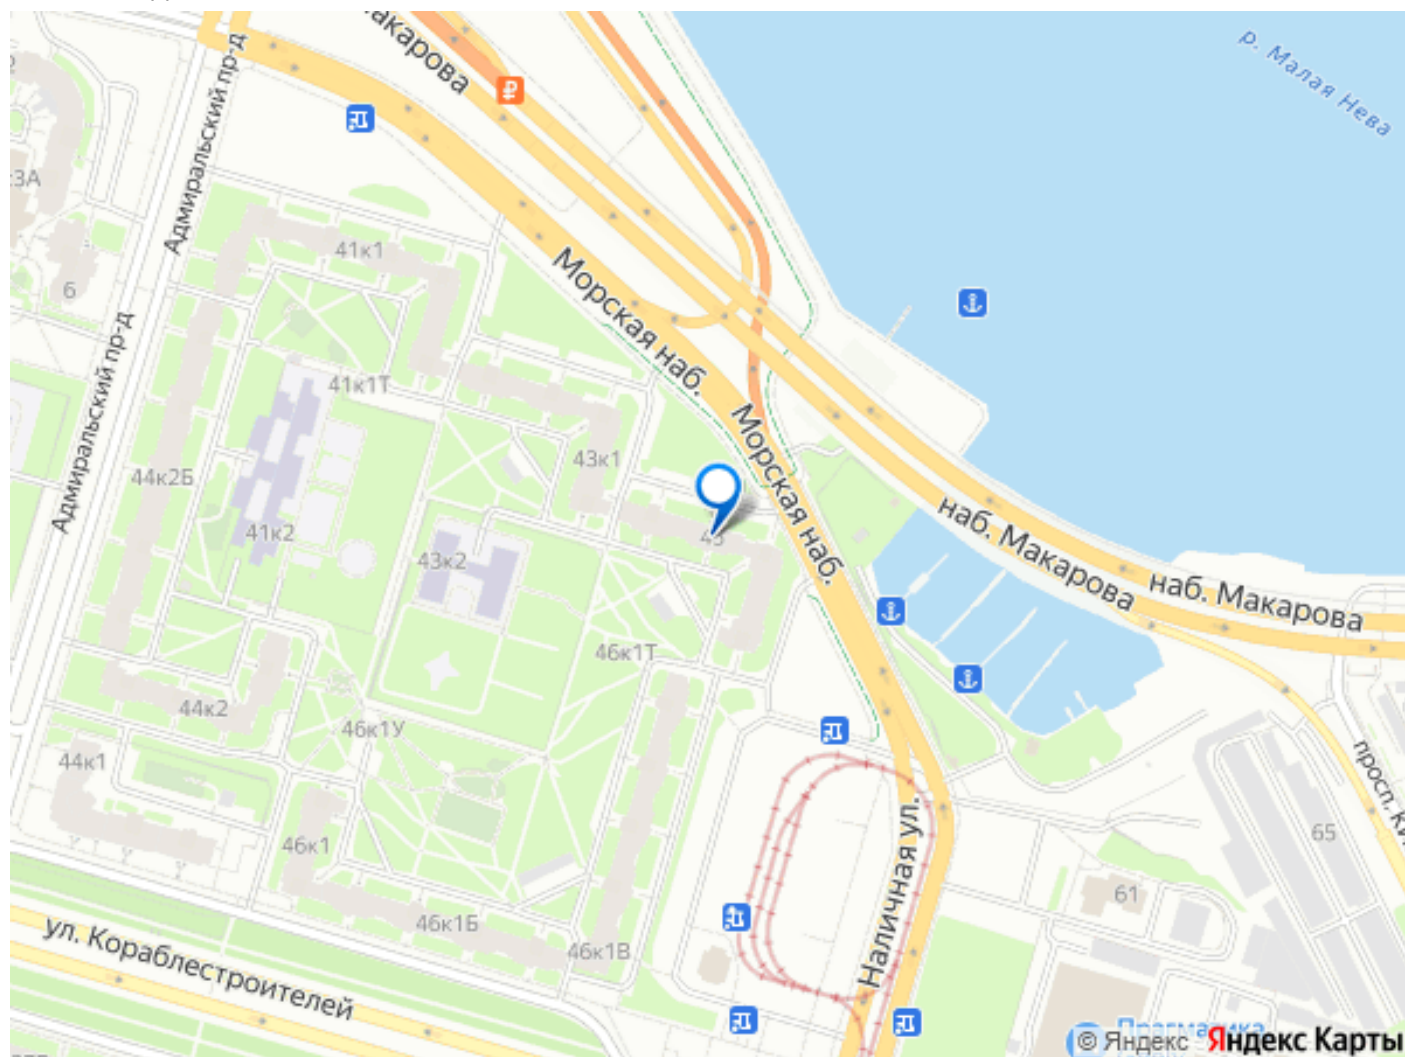 Макарова
р. Малая Нева
Адмиральский пр-д
3А
41к1
6
Морская наб.
Адмиральский пр-д
41к1Т
Морская наб.
43к1
44к2Б
наб. Макарова
41к2
43к2
наб. Макарова
46к1Т
44к2
46к1У
44к1
просп. Ки
65
46к1
Наличная ул.
61
46к1Б
ул. Кораблестроителей
46к1В
Прагматика
© Яндекс Яндекс Карты